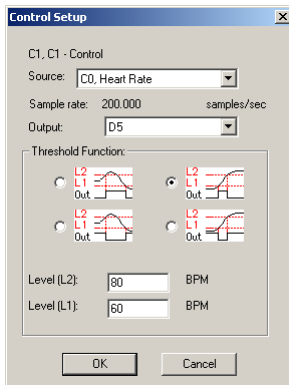 Control Setup
C1, C1 - Control
Source: C0, Heart Rate
Sample rate: 200.000 samples/sec
Output: D5
Threshold Function:
L2 L2
L1 L1
Out Out
L2 L2
L1 L1
Out Out
Level (L2): 80 BPM
Level (L1): 60 BPM
OK Cancel